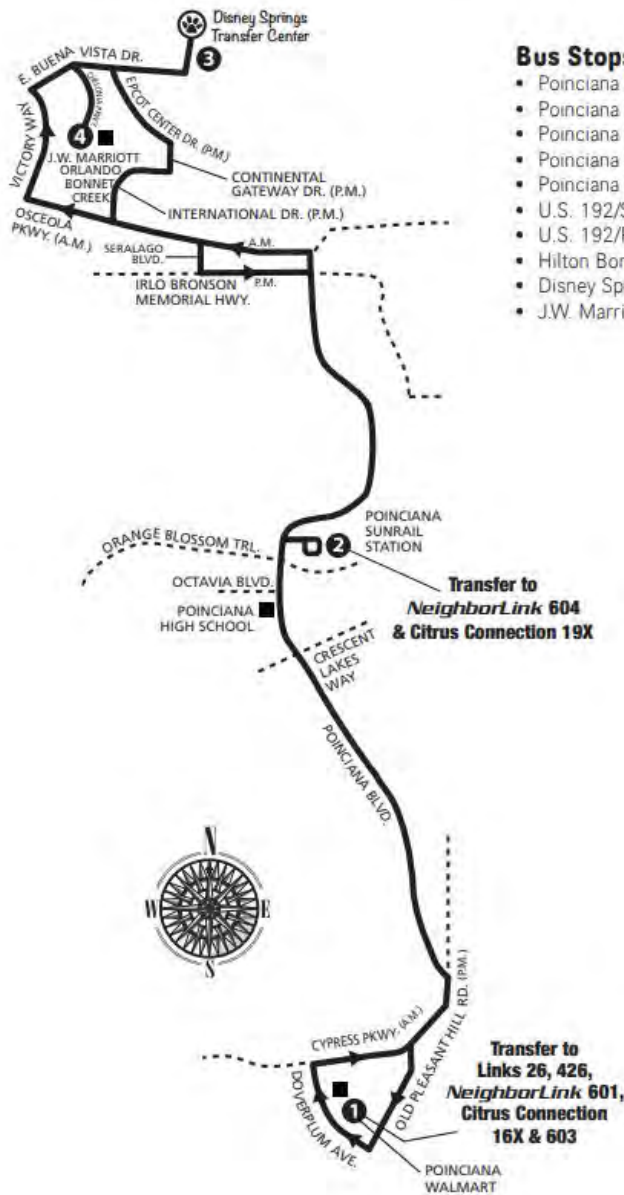 Disney Springs
Transfer Center
3
E. BUENA VISTA DR.
EPCOT CENTER DR. (P.M.)
VICTORY WAY
4
J.W. MARRIOTT
ORLANDO
BONNET
CREEK
CONTINENTAL
GATEWAY DR. (P.M.)
INTERNATIONAL DR. (P.M.)
OSCEOLA
PKWY. (A.M.)
SERALAGO
BLVD.
A.M.
P.M.
IRLO BRONSON
MEMORIAL HWY.
Bus Stops
• Poinciana
• Poinciana
• Poinciana
• Poinciana
• Poinciana
• U.S. 192/
• U.S. 192/
• Hilton Bon
• Disney Sp
• J.W. Marri
POINCIANA
SUNRAIL
STATION
2
ORANGE BLOSSOM TRL.
OCTAVIA BLVD.
POINCIANA
HIGH SCHOOL
Transfer to
NeighborLink 604
& Citrus Connection 19X
CRESCENT
LAKES
WAY
POINCIANA BLVD.
N
W
E
S
CYPRESS PKWY. (A.M.)
OLD PLEASANT HILL RD. (P.M.)
DOVERPLUM AVE.
1
Transfer to
Links 26, 426,
NeighborLink 601,
Citrus Connection
16X & 603
POINCIANA
WALMART